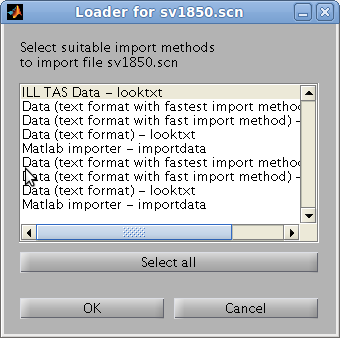 Loader for sv1850.scn
Select suitable import methods
to import file sv1850.scn
ILL TAS Data – looktxt
Data (text format with fastest import metho
Data (text format with fast import method) –
Data (text format) – looktxt
Matlab importer – importdata
Data (text format with fastest import metho
Data (text format with fast import method) –
Data (text format) – looktxt
Matlab importer – importdata
Select all
OK
Cancel